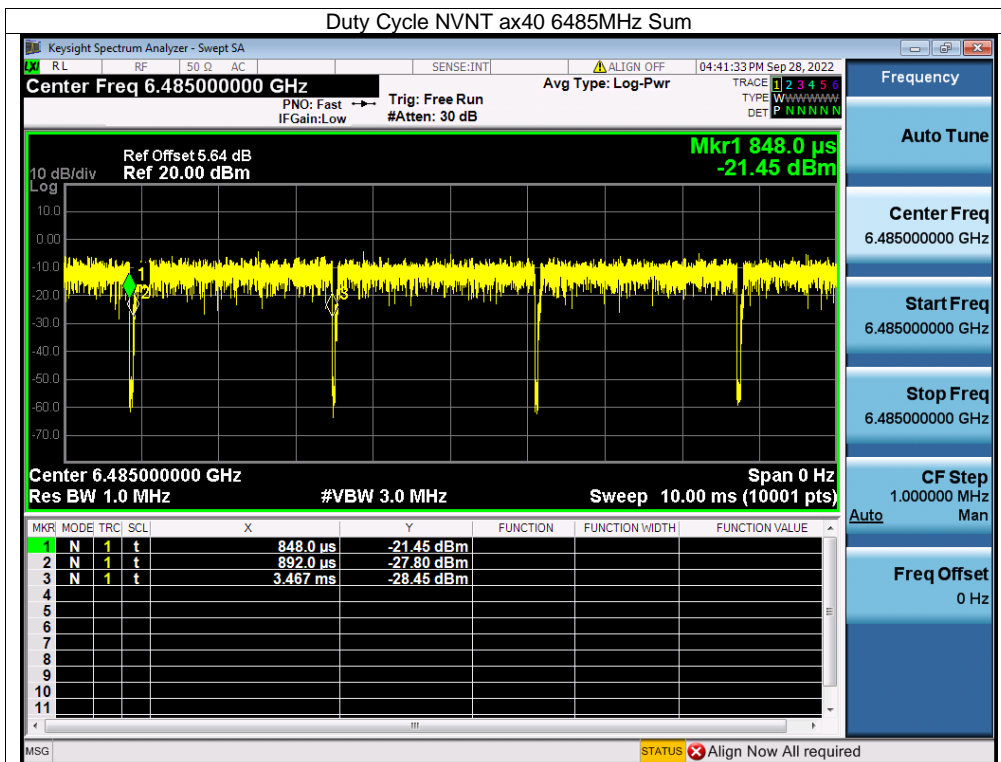 Duty Cycle NVNT ax40 6485MHz Sum
Keysight Spectrum Analyzer - Swept SA
LXI RL RF 50 Ω AC SENSE:INT ALIGN OFF 04:41:33 PM Sep 28, 2022
Center Freq 6.485000000 GHz
PNO: Fast
IFGain:Low
Trig: Free Run
#Atten: 30 dB
Avg Type: Log-Pwr
TRACE 1 2 3 4 5 6
TYPE WWWWWW
DET P N N N N N
Frequency
Mkr1 848.0 µs
-21.45 dBm
10 dB/div
Log
Ref Offset 5.64 dB
Ref 20.00 dBm
10.0
0.00
-10.0
-20.0
-30.0
-40.0
-50.0
-60.0
-70.0
1
2
3
Center 6.485000000 GHz
Span 0 Hz
Res BW 1.0 MHz
#VBW 3.0 MHz
Sweep 10.00 ms (10001 pts)
MKR MODE TRC SCL X Y FUNCTION FUNCTION WIDTH FUNCTION VALUE
1 N 1 t 848.0 µs -21.45 dBm
2 N 1 t 892.0 µs -27.80 dBm
3 N 1 t 3.467 ms -28.45 dBm
4
5
6
7
8
9
10
11
MSG
STATUS Align Now All required
Auto Tune
Center Freq
6.485000000 GHz
Start Freq
6.485000000 GHz
Stop Freq
6.485000000 GHz
CF Step
1.000000 MHz
Auto Man
Freq Offset
0 Hz